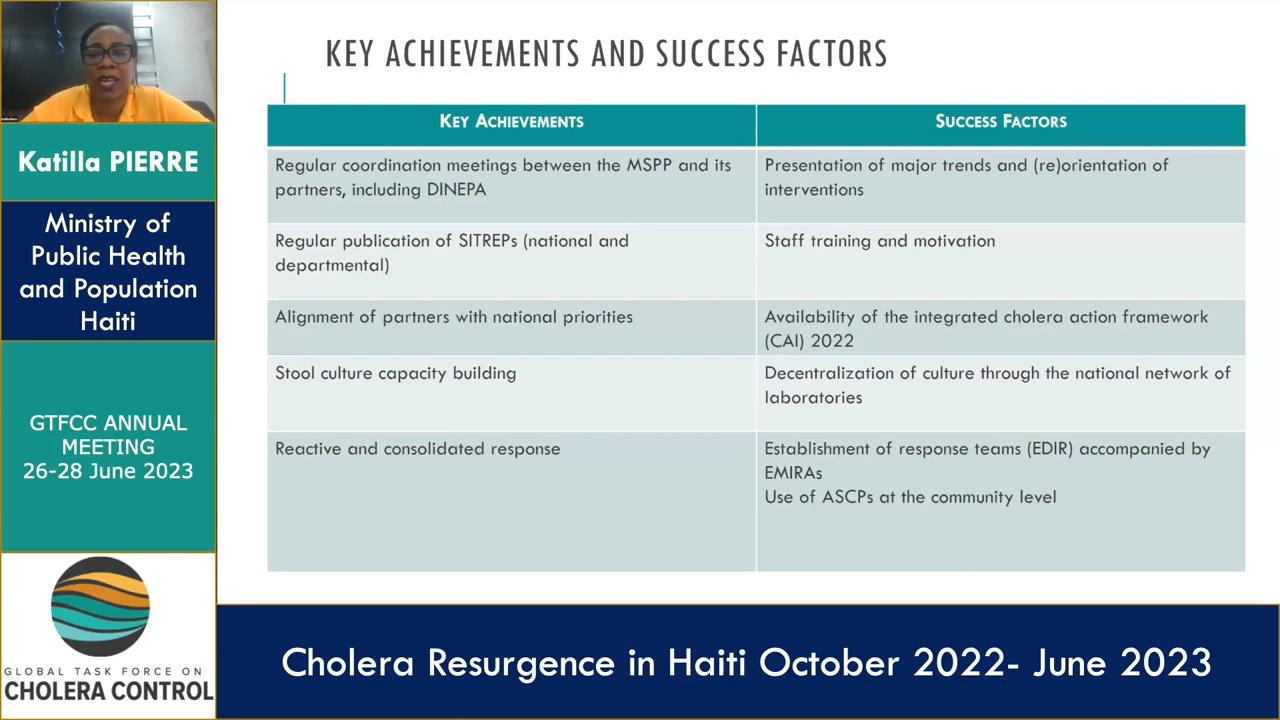 KEY ACHIEVEMENTS AND SUCCESS FACTORS
Katilla PIERRE
Ministry of
Public Health
and Population
Haiti
GTFCC ANNUAL
MEETING
26-28 June 2023
GLOBAL TASK FORCE ON
CHOLERA CONTROL
KEY ACHIEVEMENTS
SUCCESS FACTORS
Regular coordination meetings between the MSPP and its
partners, including DINEPA
Presentation of major trends and (re)orientation of
interventions
Regular publication of SITREPs (national and
departmental)
Staff training and motivation
Alignment of partners with national priorities
Availability of the integrated cholera action framework
(CAI) 2022
Stool culture capacity building
Decentralization of culture through the national network of
laboratories
Reactive and consolidated response
Establishment of response teams (EDIR) accompanied by
EMIRAs
Use of ASCPs at the community level
Cholera Resurgence in Haiti October 2022- June 2023